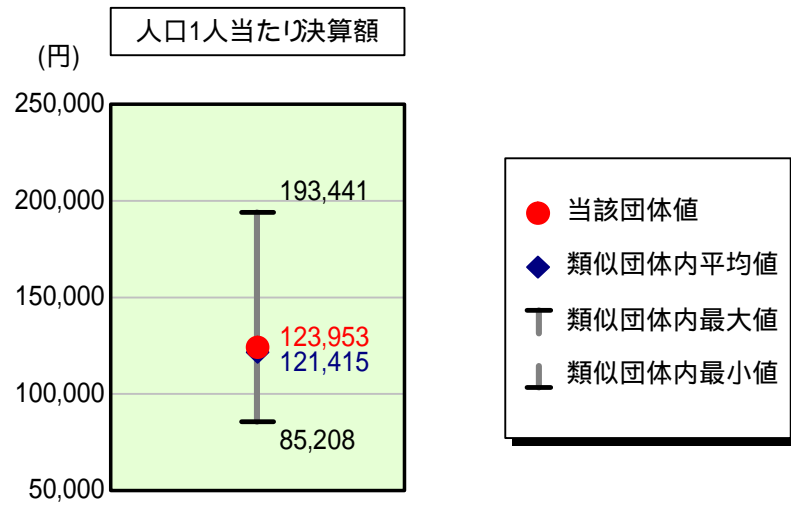 人口1人当たり決算額
(円)
250,000
200,000
150,000
100,000
50,000
193,441
123,953
121,415
85,208
当該団体値
類似団体内平均値
類似団体内最大値
類似団体内最小値